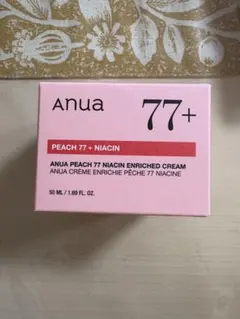 Anua
77+
PEACH 77 + NIACIN
ANUA PEACH 77 NIACIN ENRICHED CREAM
ANUA CRÈME ENRICHIE PÊCHE 77 NIACINE
50 ML / 1.69 FL. OZ.